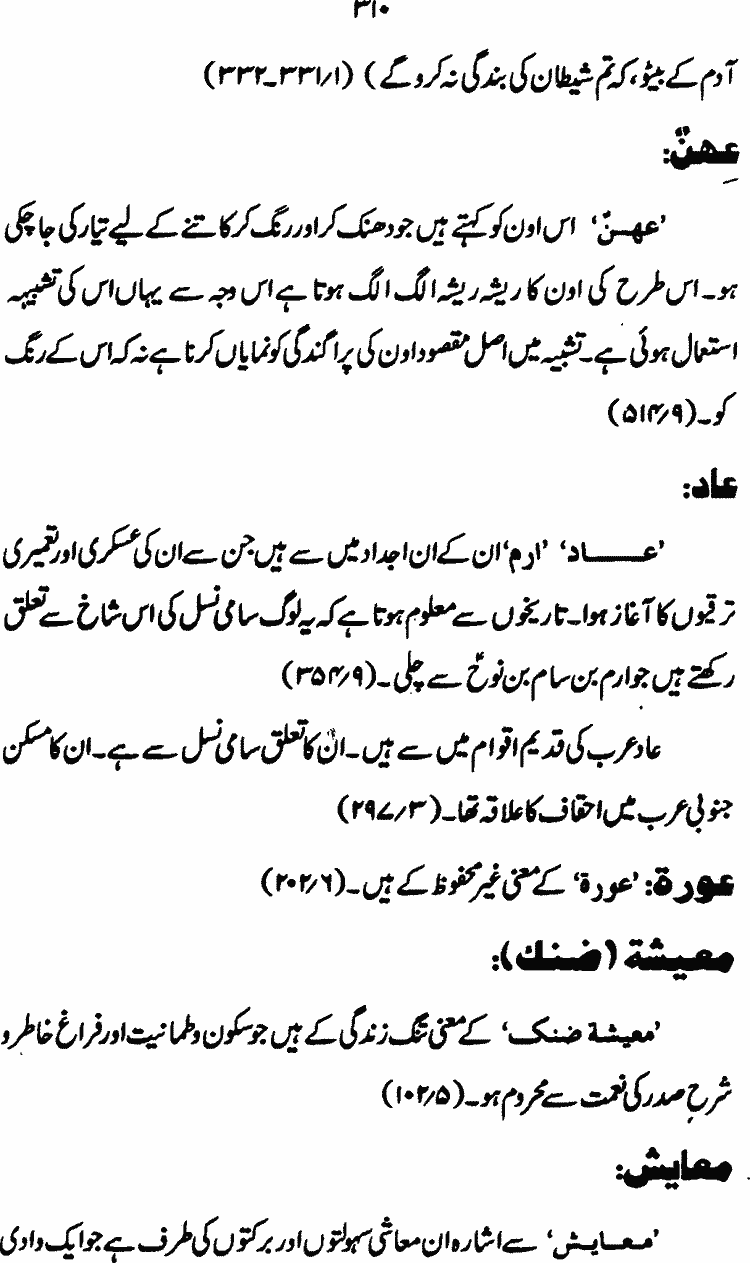 ۳۱۰
آدم کے بیٹو، کہ تم شیطان کی بندگی نہ کرو گے) (۳۳۱/۱۔۳۳۲)
عِھنٌ:
’عھنٌ‘ اس اون کو کہتے ہیں جو دھنک کر اور رنگ کر کاتنے کے لیے تیار کی جا چکی
ہو۔ اس طرح کی اون کا ریشہ ریشہ الگ الگ ہوتا ہے اس وجہ سے یہاں اس کی تشبیہہ
استعمال ہوئی ہے۔ تشبیہ میں اصل مقصود اون کی پراگندگی کو نمایاں کرنا ہے نہ کہ اس کے رنگ
کو۔ (۵۱۴/۹)
عاد:
’عاد‘ ’ارم‘ ان کے ان اجداد میں سے ہیں جن سے ان کی عسکری اور تعمیری
ترقیوں کا آغاز ہوا۔ تاریخوں سے معلوم ہوتا ہے کہ یہ لوگ سامی نسل کی اس شاخ سے تعلق
رکھتے ہیں جو ارم بن سام بن نوحؑ سے چلی۔ (۳۵۴/۹)
عاد عرب کی قدیم اقوام میں سے ہیں۔ ان کا تعلق سامی نسل سے ہے۔ ان کا مسکن
جنوبی عرب میں احقاف کا علاقہ تھا۔ (۲۹۷/۳)
عورة: ’عورة‘ کے معنی غیر محفوظ کے ہیں۔ (۲۰۲/۶)
معیشة (ضنك):
’معیشة ضنک‘ کے معنی تنگ زندگی کے ہیں جو سکون و طمانیت اور فراغ خاطر و
شرحِ صدر کی نعمت سے محروم ہو۔ (۱۰۲/۵)
معایش:
’معایش‘ سے اشارہ ان معاشی سہولتوں اور برکتوں کی طرف ہے جو ایک وادی